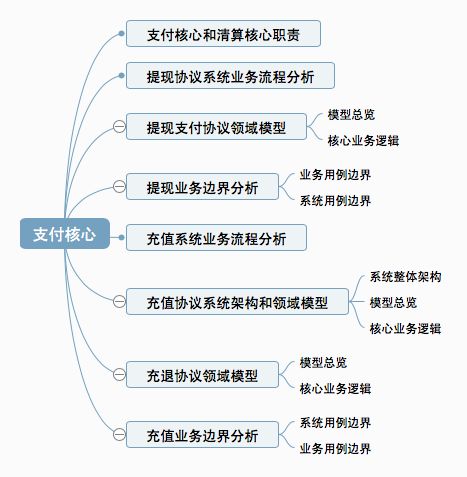 支付核心
支付核心和清算核心职责
提现协议系统业务流程分析
提现支付协议领域模型
模型总览
核心业务逻辑
提现业务边界分析
业务用例边界
系统用例边界
充值系统业务流程分析
充值协议系统架构和领域模型
系统整体架构
模型总览
核心业务逻辑
充退协议领域模型
模型总览
核心业务逻辑
充值业务边界分析
系统用例边界
业务用例边界